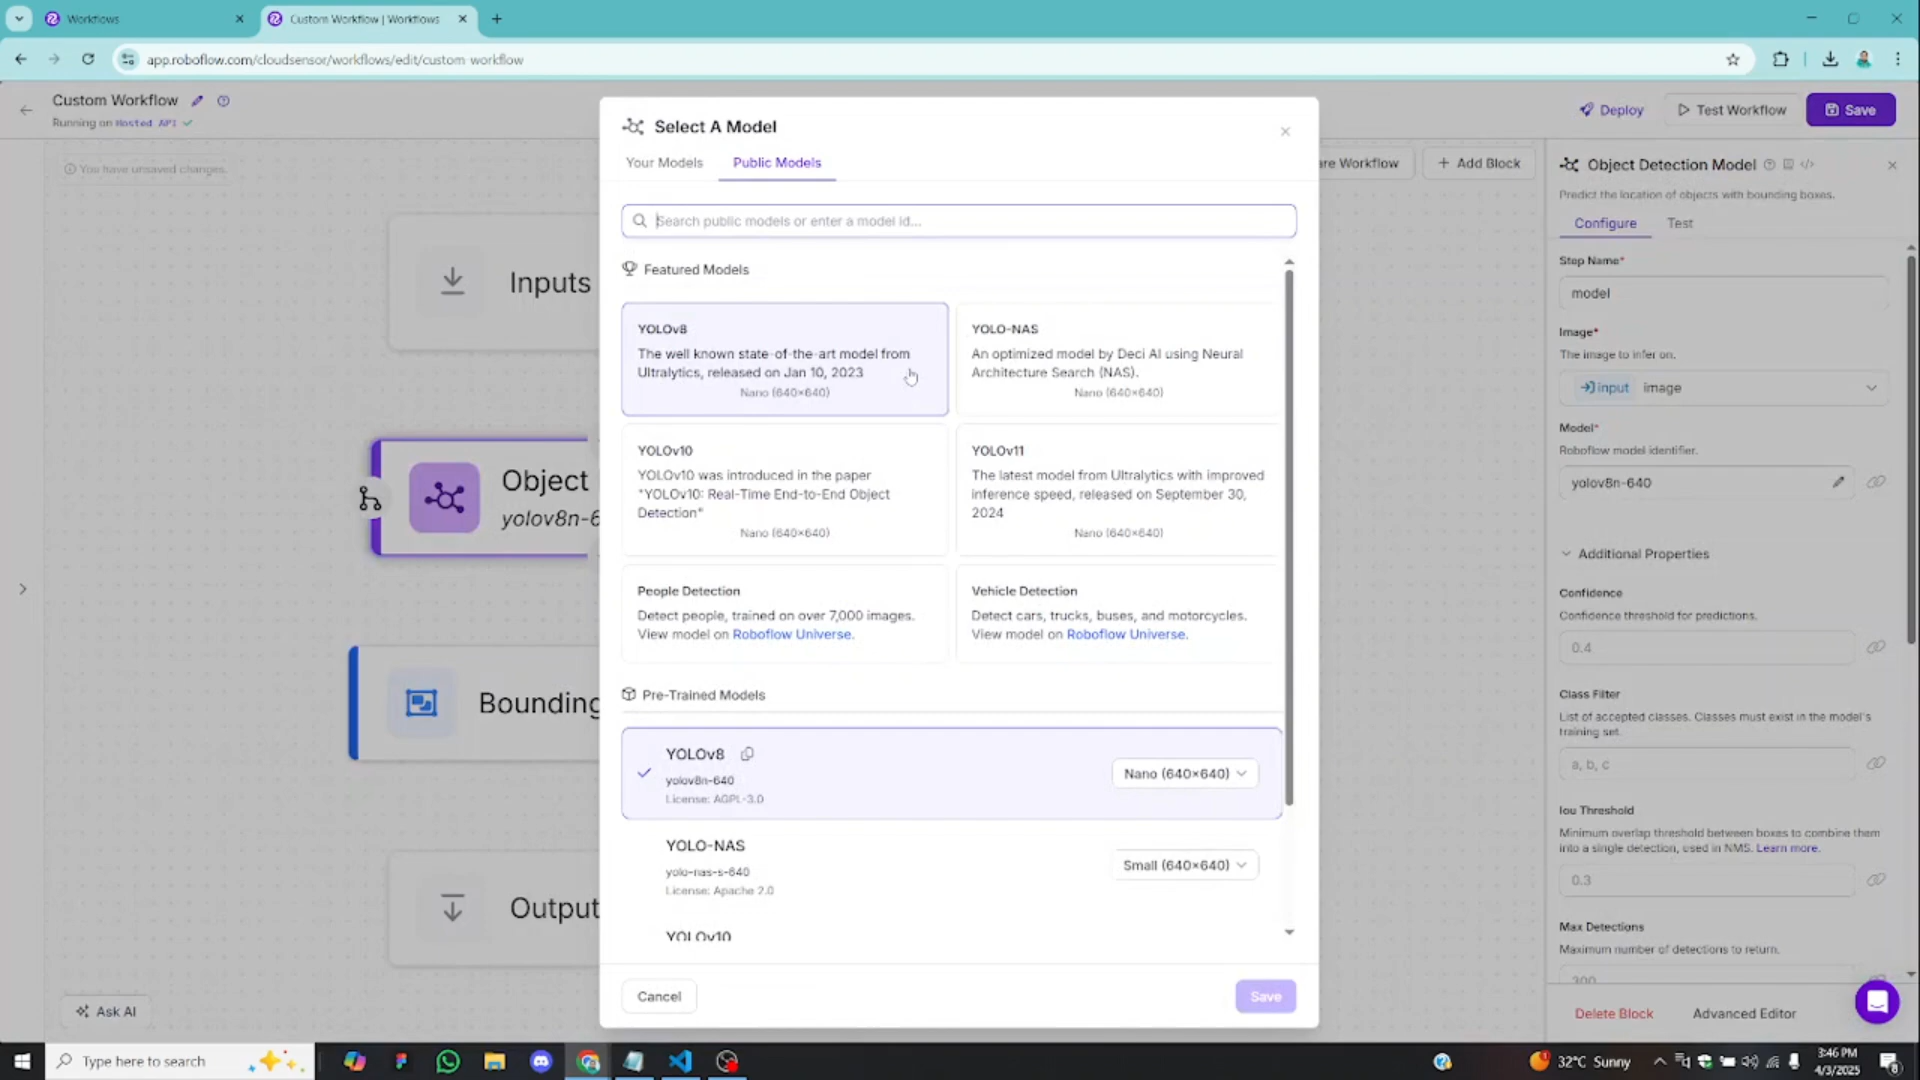 Workflows
Custom Workflow | Workflows
app.roboflow.com/cloudsensor/workflows/edit/custom-workflow
Custom Workflow
Running on Hosted API
Deploy
Test Workflow
Save
You have unsaved changes.
are Workflow
Add Block
Inputs
Object
yolov8n-6
Bounding
Output
Ask AI
Select A Model
Your Models
Public Models
Search public models or enter a model id...
Featured Models
YOLOv8
The well known state-of-the-art model from
Ultralytics, released on Jan 10, 2023
Nano (640×640)
YOLO-NAS
An optimized model by Deci AI using Neural
Architecture Search (NAS).
Nano (640×640)
YOLOv10
YOLOv10 was introduced in the paper
"YOLOv10: Real-Time End-to-End Object
Detection"
Nano (640×640)
YOLOv11
The latest model from Ultralytics with improved
inference speed, released on September 30,
2024
Nano (640×640)
People Detection
Detect people, trained on over 7,000 images.
View model on Roboflow Universe.
Vehicle Detection
Detect cars, trucks, buses, and motorcycles.
View model on Roboflow Universe.
Pre-Trained Models
YOLOv8
yolov8n-640
License: AGPL-3.0
Nano (640×640)
YOLO-NAS
yolo-nas-s-640
License: Apache 2.0
Small (640×640)
YOLOv10
Cancel
Save
Object Detection Model
Predict the location of objects with bounding boxes.
Configure
Test
Step Name*
model
Image*
The image to infer on.
input image
Model*
Roboflow model identifier.
yolov8n-640
Additional Properties
Confidence
Confidence threshold for predictions.
0.4
Class Filter
List of accepted classes. Classes must exist in the model's
training set.
a, b, c
Iou Threshold
Minimum overlap threshold between boxes to combine them
into a single detection, used in NMS. Learn more.
0.3
Max Detections
Maximum number of detections to return.
300
Delete Block
Advanced Editor
Type here to search
32°C Sunny
3:46 PM
4/3/2025
8